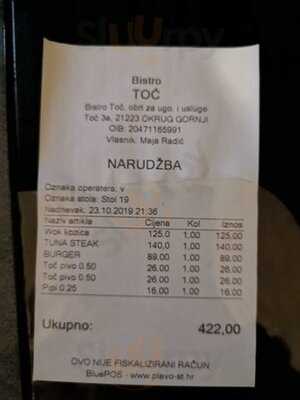 Bistro
TOČ
Bistro Toč, obrt za ugo. i usluge
Toč 3a, 21223 OKRUG GORNJI
OIB: 20471165991
Vlasnik: Maja Radić
NARUDŽBA
Oznaka operatera: v
Oznaka stola: Stol 19
Nadnevak: 23.10.2019 21:36
Naziv artikla Cijena Kol Iznos
Wok kozica 125,0 1,00 125,00
TUNA STEAK 140,0 1,00 140,00
BURGER 89,00 1,00 89,00
Toč pivo 0.50 26,00 1,00 26,00
Toč pivo 0.50 26,00 1,00 26,00
Pipi 0.25 16,00 1,00 16,00
Ukupno: 422,00
OVO NIJE FISKALIZIRANI RAČUN
BluePOS - www.plavo-st.hr